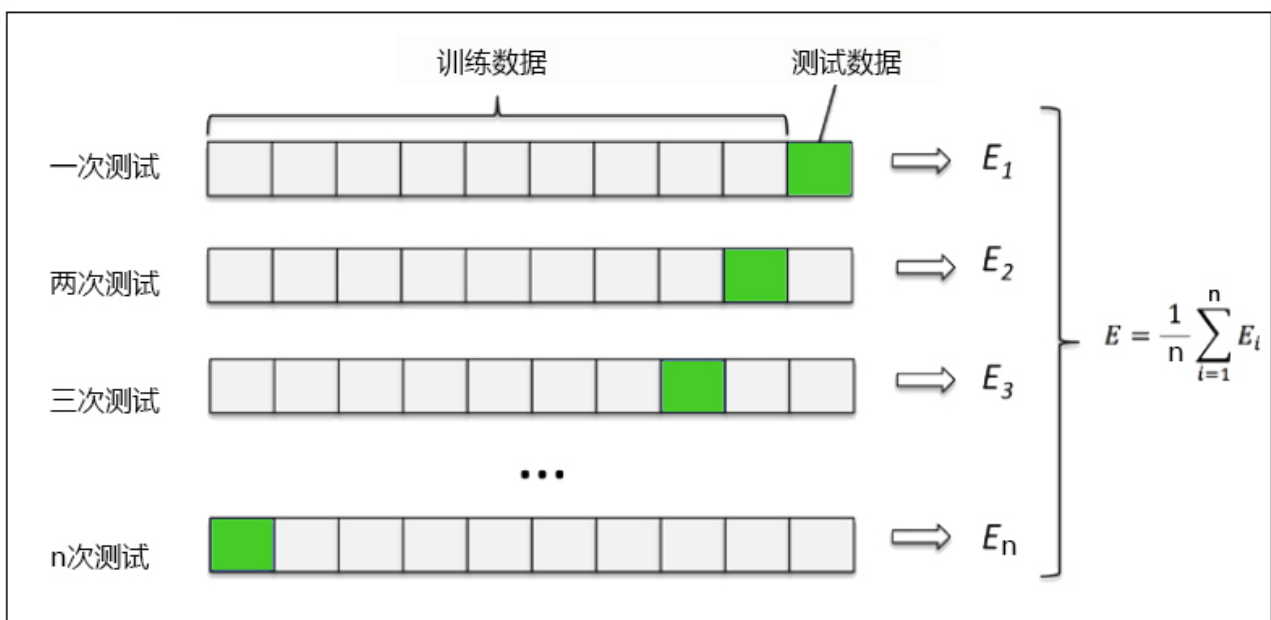 训练数据
测试数据
一次测试
E1
两次测试
E2
三次测试
E3
...
n次测试
En
E = 1/n ∑ n i=1 Ei